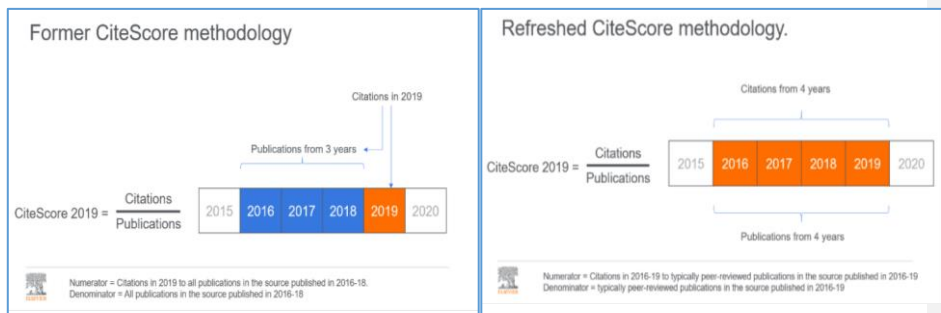 Former CiteScore methodology
Citations in 2019
Publications from 3 years
CiteScore 2019 =
Citations
Publications
2015 2016 2017 2018 2019 2020
ELSEVIER
Numerator = Citations in 2019 to all publications in the source published in 2016-18.
Denominator = All publications in the source published in 2016-18
Refreshed CiteScore methodology.
Citations from 4 years
CiteScore 2019 =
Citations
Publications
2015 2016 2017 2018 2019 2020
Publications from 4 years
ELSEVIER
Numerator = Citations in 2016-19 to typically peer-reviewed publications in the source published in 2016-19
Denominator = typically peer-reviewed publications in the source published in 2016-19